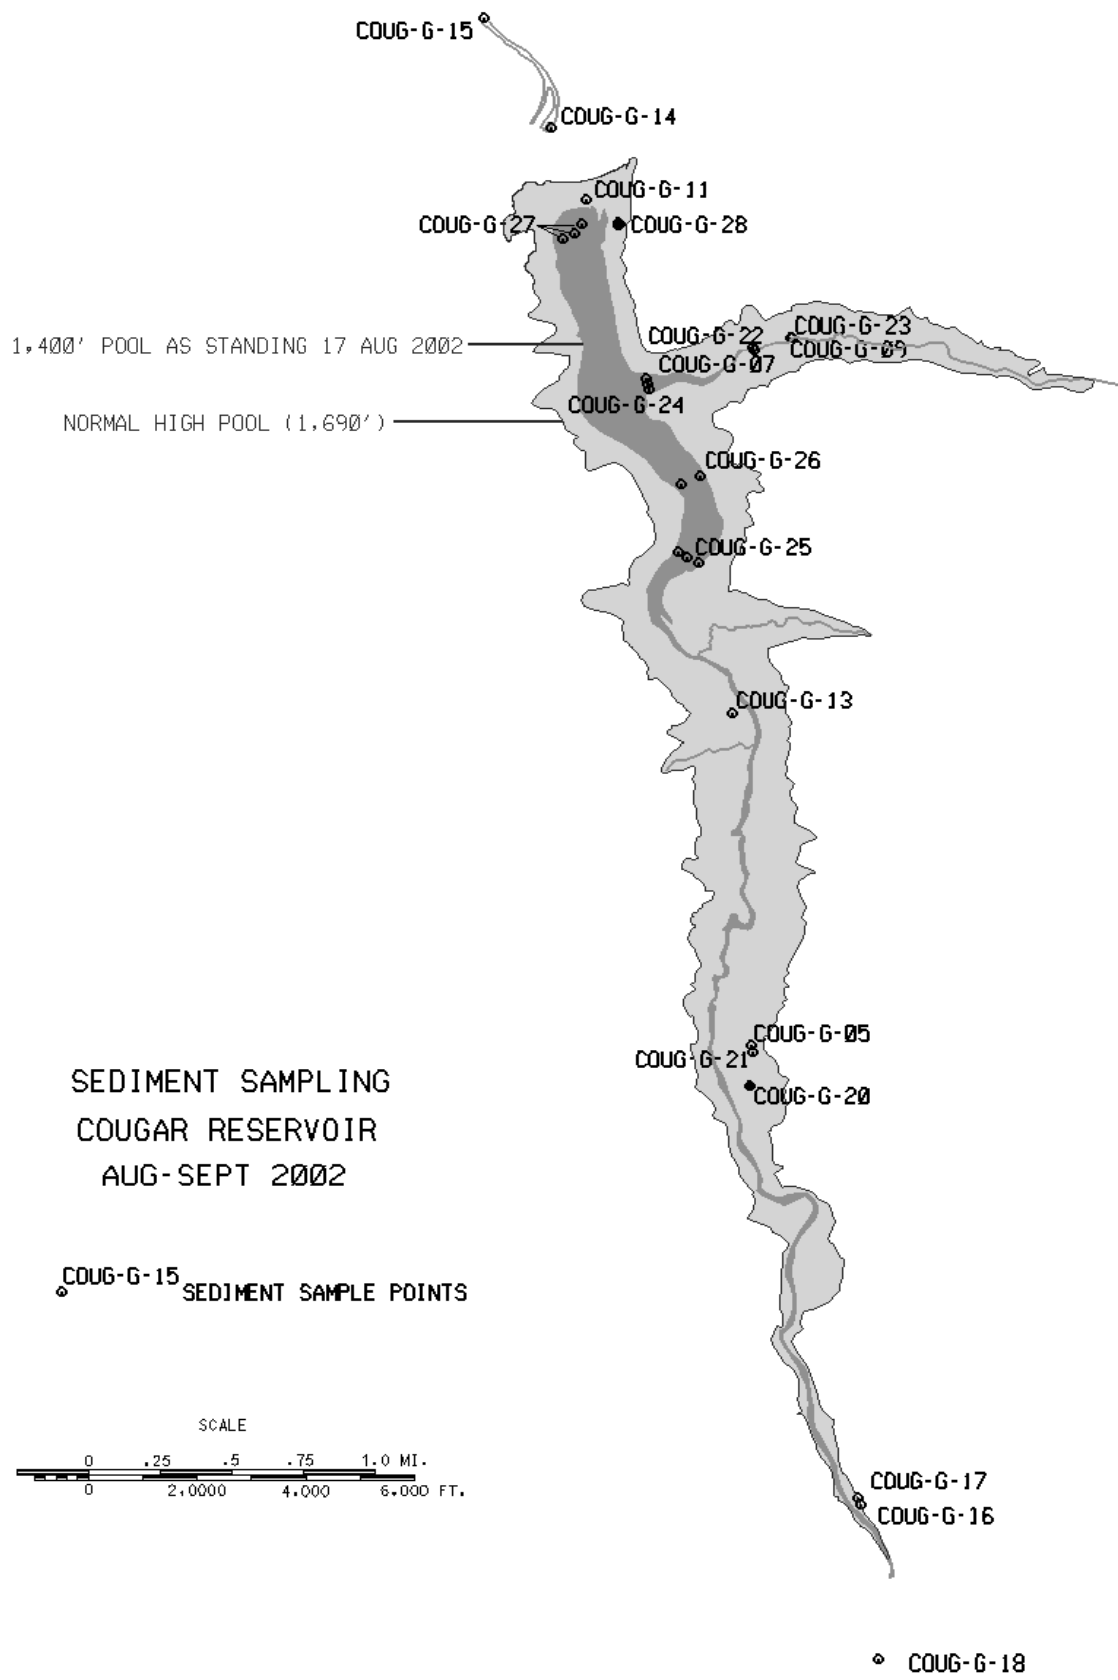 COUG-G-15
COUG-G-14
COUG-G-11
COUG-G-27
COUG-G-28
COUG-G-22
COUG-G-23
1,400' POOL AS STANDING 17 AUG 2002
COUG-G-09
COUG-G-07
COUG-G-24
NORMAL HIGH POOL (1,690')
COUG-G-26
COUG-G-25
COUG-G-13
COUG-G-05
COUG-G-21
COUG-G-20
SEDIMENT SAMPLING
COUGAR RESERVOIR
AUG-SEPT 2002
COUG-G-15
SEDIMENT SAMPLE POINTS
SCALE
0 .25 .5 .75 1.0 MI.
0 2.0000 4.000 6.000 FT.
COUG-G-17
COUG-G-16
COUG-G-18